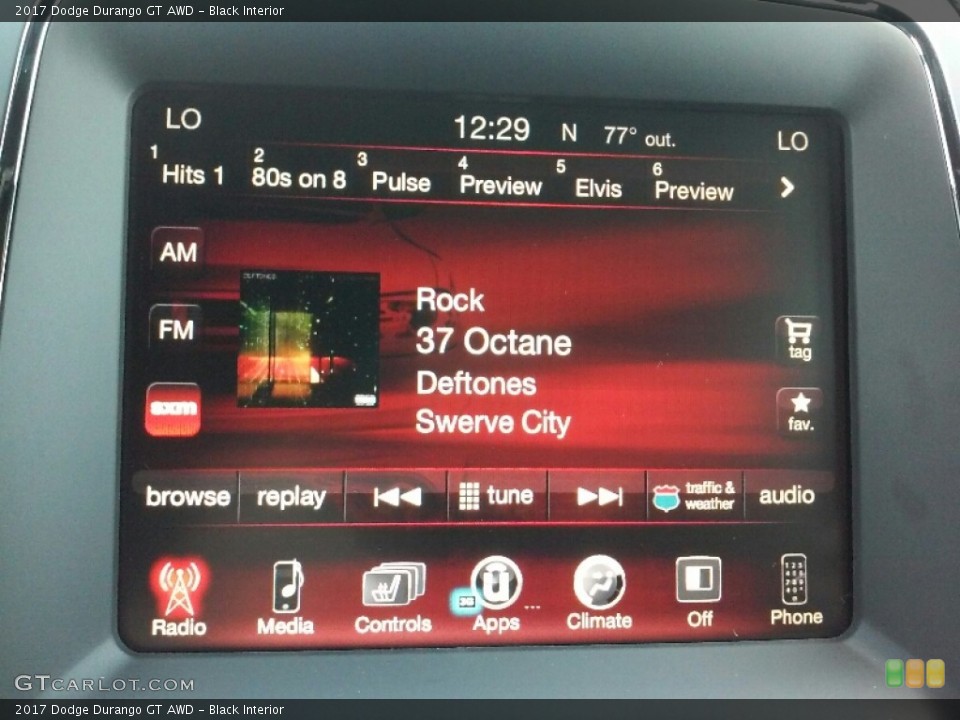 2017 Dodge Durango GT AWD - Black Interior
LO 12:29 N 77° out. LO
1 Hits 1 2 80s on 8 3 Pulse 4 Preview 5 Elvis 6 Preview
AM
DEFTONES
Rock
FM
37 Octane
tag
Deftones
sxm
Swerve City
fav.
browse replay tune traffic & weather audio
3G
Radio Media Controls Apps Climate Off Phone
GTCARLOT.COM
2017 Dodge Durango GT AWD - Black Interior